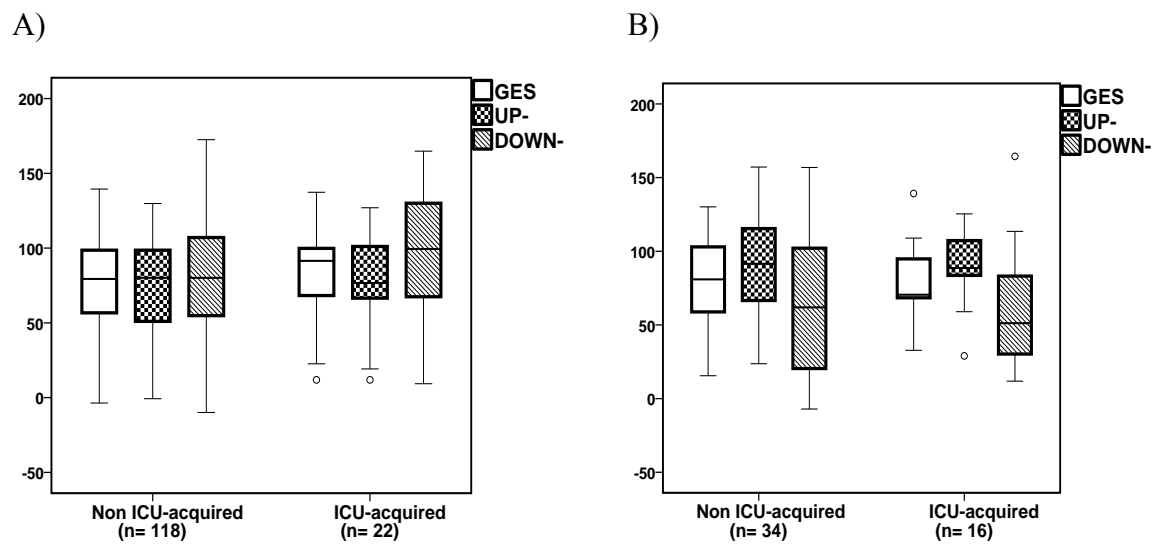 A)
200
150
100
50
0
-50
GES
UP-
DOWN-
Non ICU-acquired
(n= 118)
ICU-acquired
(n= 22)
B)
200
150
100
50
0
-50
GES
UP-
DOWN-
Non ICU-acquired
(n= 34)
ICU-acquired
(n= 16)